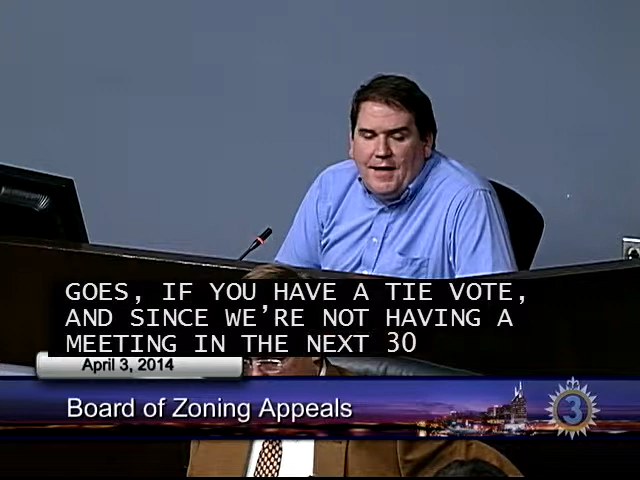 GOES, IF YOU HAVE A TIE VOTE,
AND SINCE WE'RE NOT HAVING A
MEETING IN THE NEXT 30
April 3, 2014
Board of Zoning Appeals
3